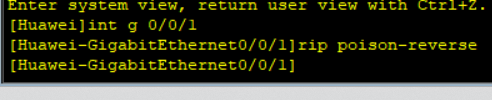 Enter system view, return user view with Ctrl+Z.
[Huawei]int g 0/0/1
[Huawei-GigabitEthernet0/0/1]rip poison-reverse
[Huawei-GigabitEthernet0/0/1]